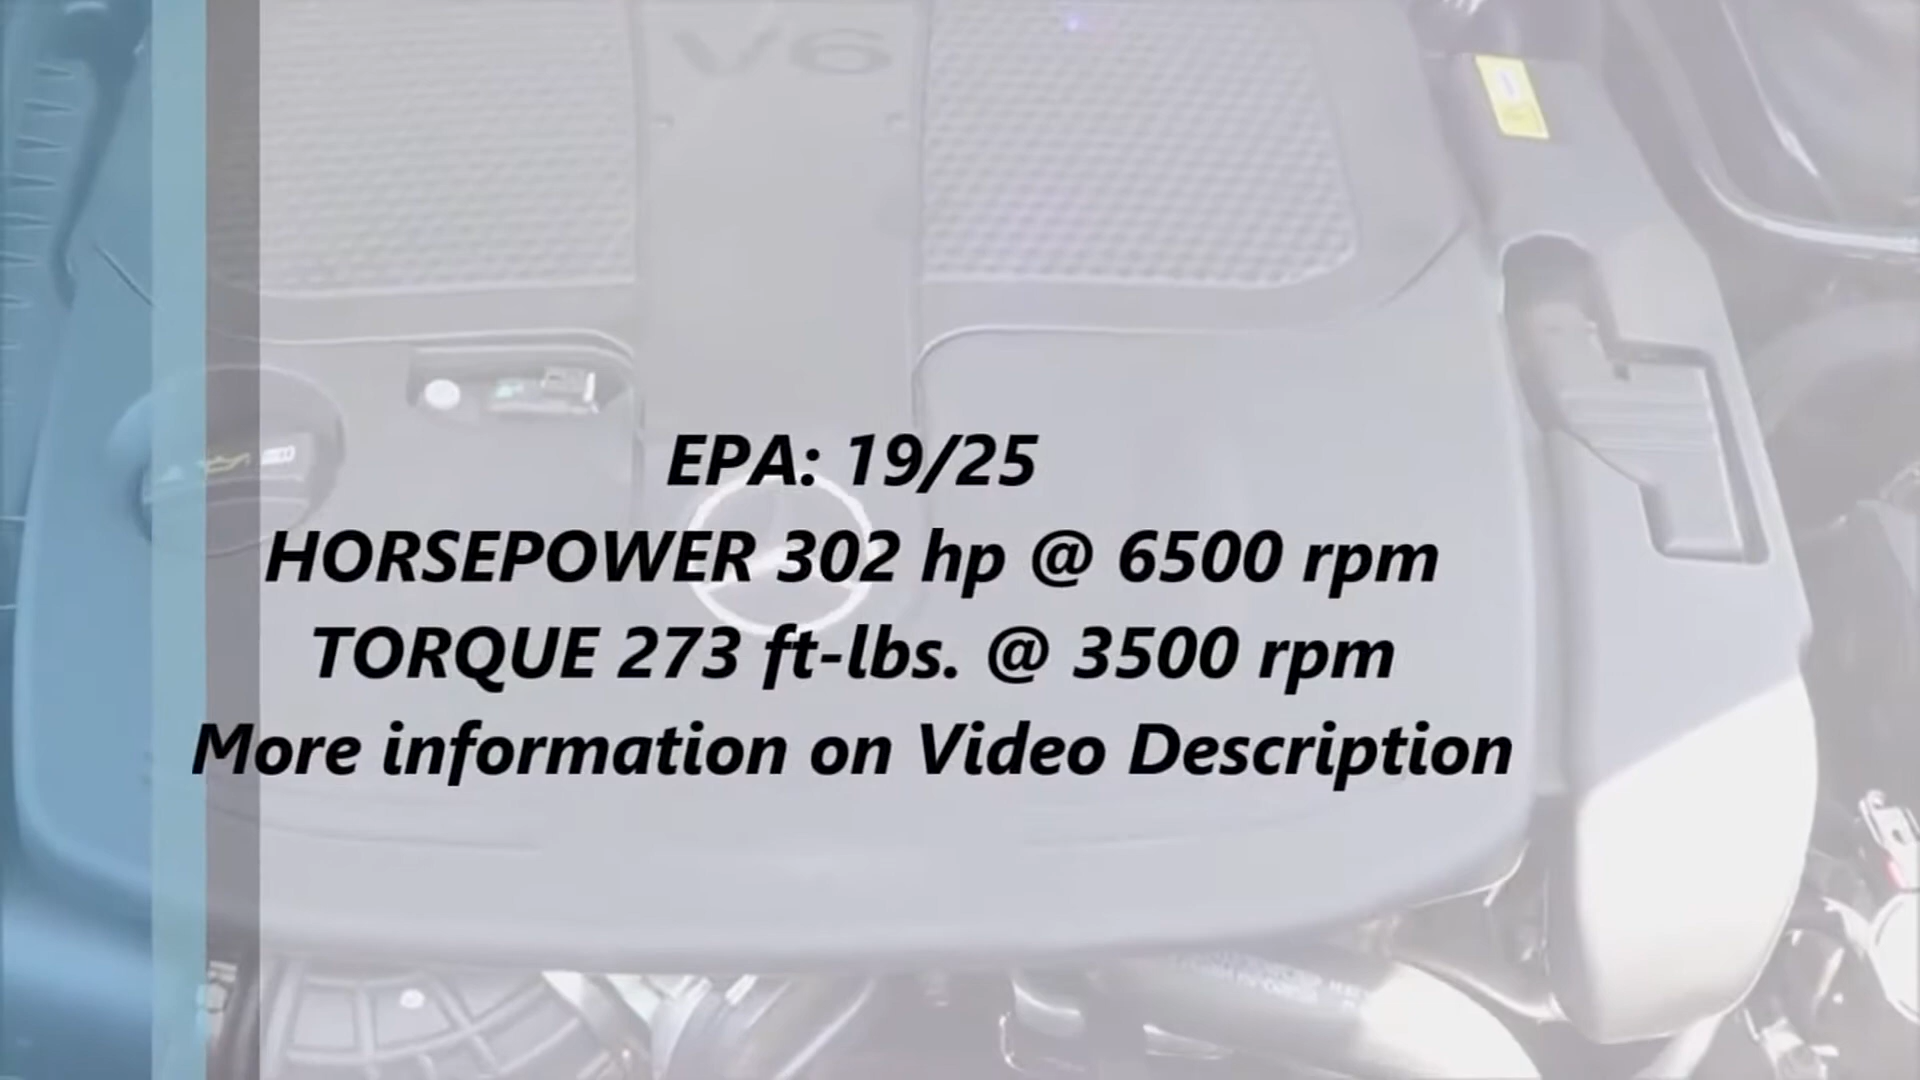 V6
EPA: 19/25
HORSEPOWER 302 hp @ 6500 rpm
TORQUE 273 ft-lbs. @ 3500 rpm
More information on Video Description